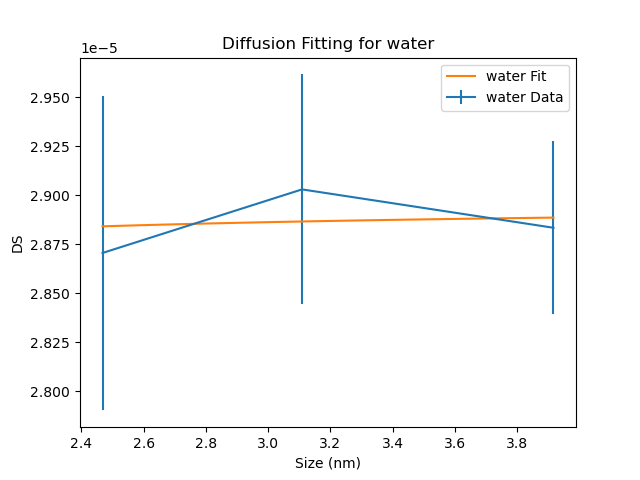 Diffusion Fitting for water
1e−5
water Fit
water Data
2.950
2.925
2.900
2.875
2.850
2.825
2.800
DS
2.4 2.6 2.8 3.0 3.2 3.4 3.6 3.8
Size (nm)